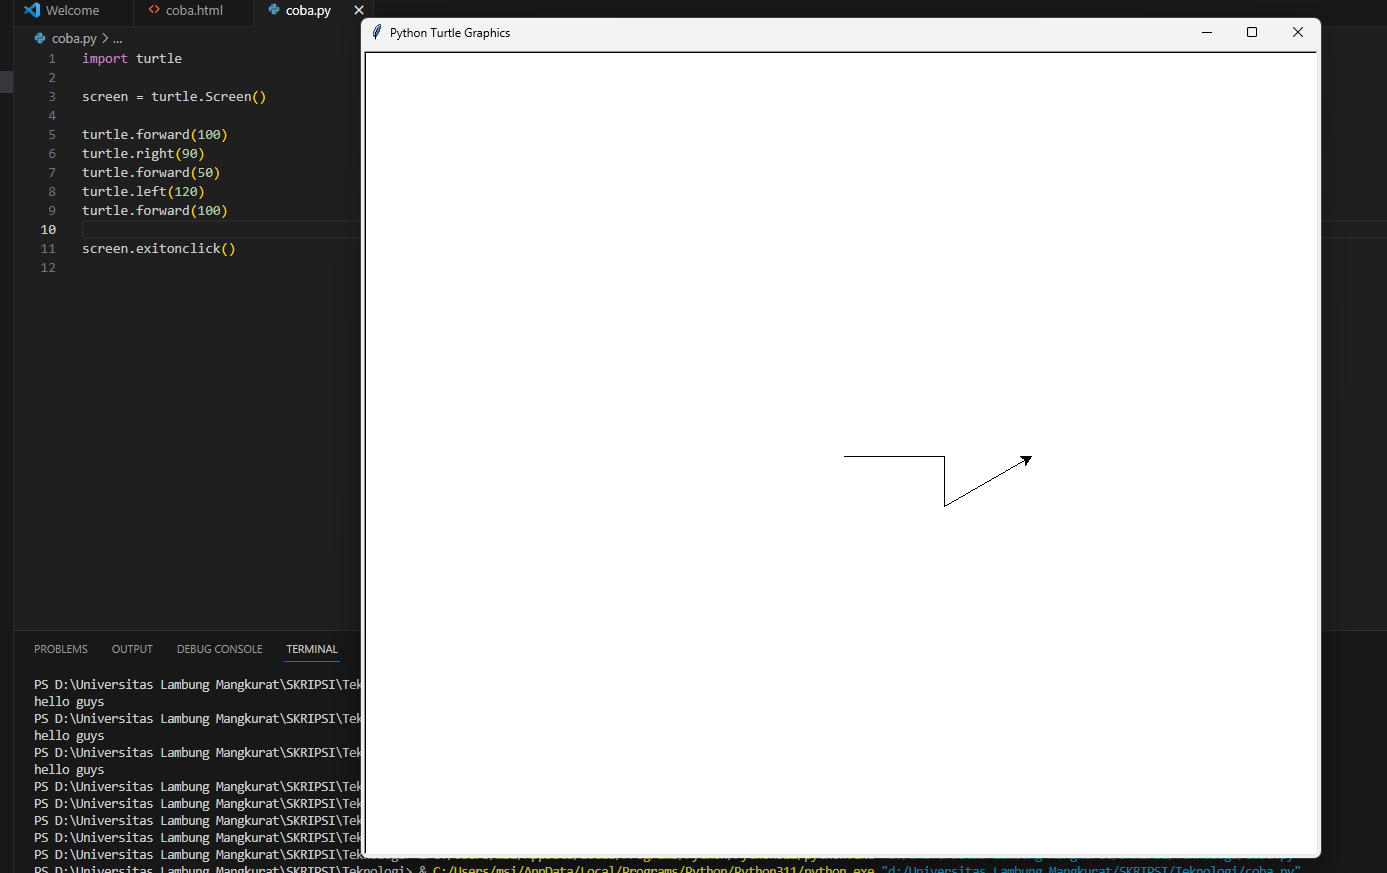 Welcome
coba.html
coba.py
Python Turtle Graphics
coba.py > ...
1 import turtle
2
3 screen = turtle.Screen()
4
5 turtle.forward(100)
6 turtle.right(90)
7 turtle.forward(50)
8 turtle.left(120)
9 turtle.forward(100)
10
11 screen.exitonclick()
12
PROBLEMS OUTPUT DEBUG CONSOLE TERMINAL
PS D:\Universitas Lambung Mangkurat\SKRIPSI\Tek
hello guys
PS D:\Universitas Lambung Mangkurat\SKRIPSI\Tek
hello guys
PS D:\Universitas Lambung Mangkurat\SKRIPSI\Tek
hello guys
PS D:\Universitas Lambung Mangkurat\SKRIPSI\Tek
PS D:\Universitas Lambung Mangkurat\SKRIPSI\Tek
PS D:\Universitas Lambung Mangkurat\SKRIPSI\Tek
PS D:\Universitas Lambung Mangkurat\SKRIPSI\Tek
PS D:\Universitas Lambung Mangkurat\SKRIPSI\Tek
PS D:\Universitas Lambung Mangkurat\SKRIPSI\Teknologi> & C:/Users/msi/AppData/Local/Programs/Python/Python311/python.exe "d:/Universitas Lambung Mangkurat/SKRIPSI/Teknologi/coba.py"